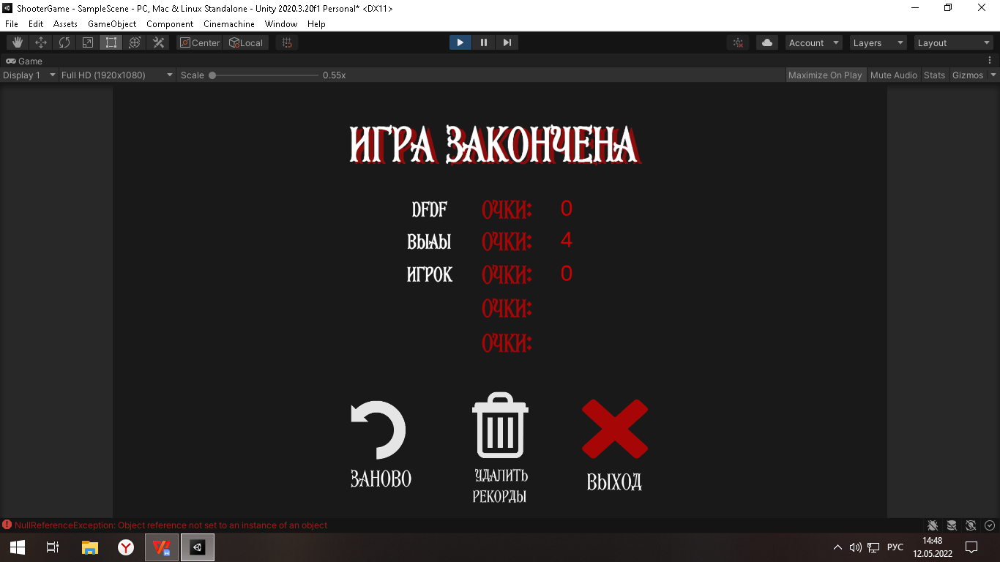 ShooterGame - SampleScene - PC, Mac & Linux Standalone - Unity 2020.3.20f1 Personal* <DX11>
File Edit Assets GameObject Component Cinemachine Window Help
Center Local Account Layers Layout
Game
Display 1 Full HD (1920x1080) Scale 0.55x Maximize On Play Mute Audio Stats Gizmos
ИГРА ЗАКОНЧЕНА
DFDF ОЧКИ: 0
ВЫАЫ ОЧКИ: 4
ИГРОК ОЧКИ: 0
ОЧКИ:
ОЧКИ:
ЗАНОВО
УДАЛИТЬ
РЕКОРДЫ
ВЫХОД
NullReferenceException: Object reference not set to an instance of an object
РУС
14:48
12.05.2022